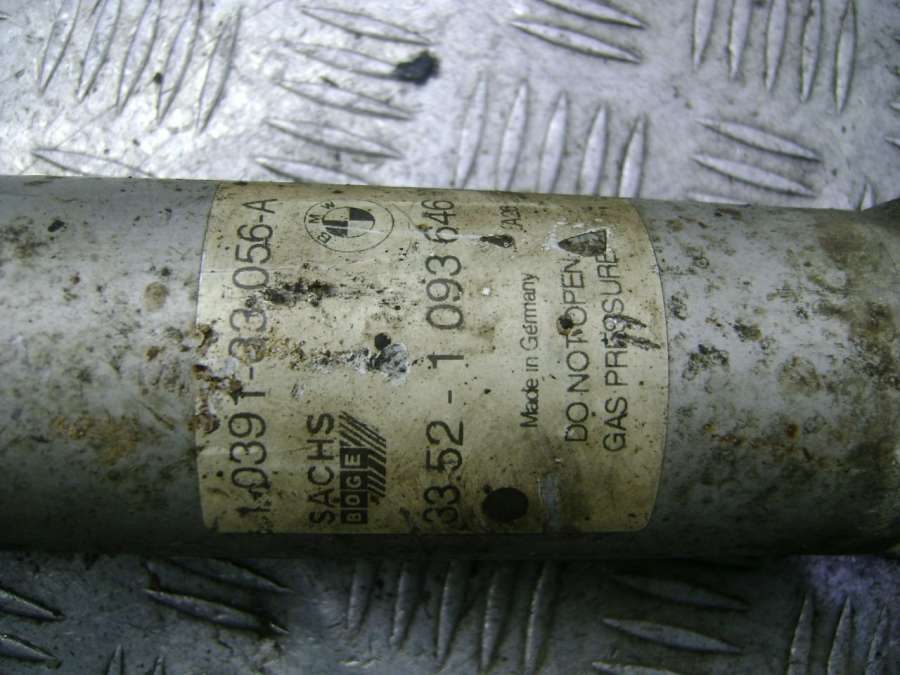 1.0391-33-056-A
BMW
SACHS
BOGE
33.52 - 1 093 646
Made in Germany
DO NOT OPEN
GAS PRESSURE